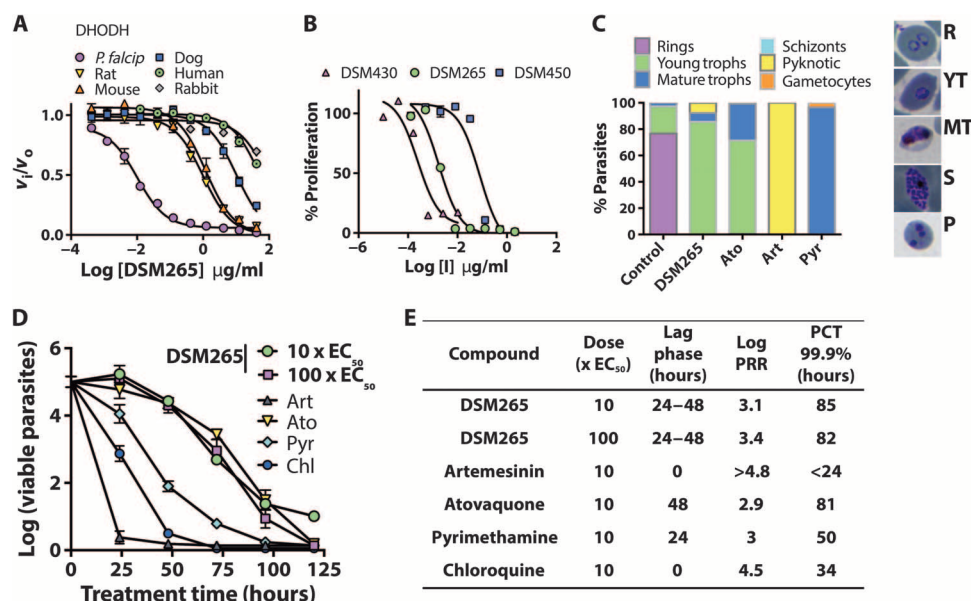 A
DHODH
P. falcip
Rat
Mouse
Dog
Human
Rabbit
vi/vo
1.0
0.5
0.0
−4
−2
0
2
Log [DSM265] μg/ml
B
DSM430
DSM265
DSM450
% Proliferation
100
50
0
−6
−4
−2
0
2
Log [I] μg/ml
C
Rings
Young trophs
Mature trophs
Schizonts
Pyknotic
Gametocytes
% Parasites
100
80
60
40
20
0
Control
DSM265
Ato
Art
Pyr
R
YT
MT
S
P
D
DSM265
10 x EC50
100 x EC50
Art
Ato
Pyr
Chl
Log (viable parasites)
6
4
2
0
0
25
50
75
100
125
Treatment time (hours)
E
Compound Dose (x EC50) Lag phase (hours) Log PRR PCT 99.9% (hours)
DSM265 10 24−48 3.1 85
DSM265 100 24−48 3.4 82
Artemesinin 10 0 >4.8 <24
Atovaquone 10 48 2.9 81
Pyrimethamine 10 24 3 50
Chloroquine 10 0 4.5 34